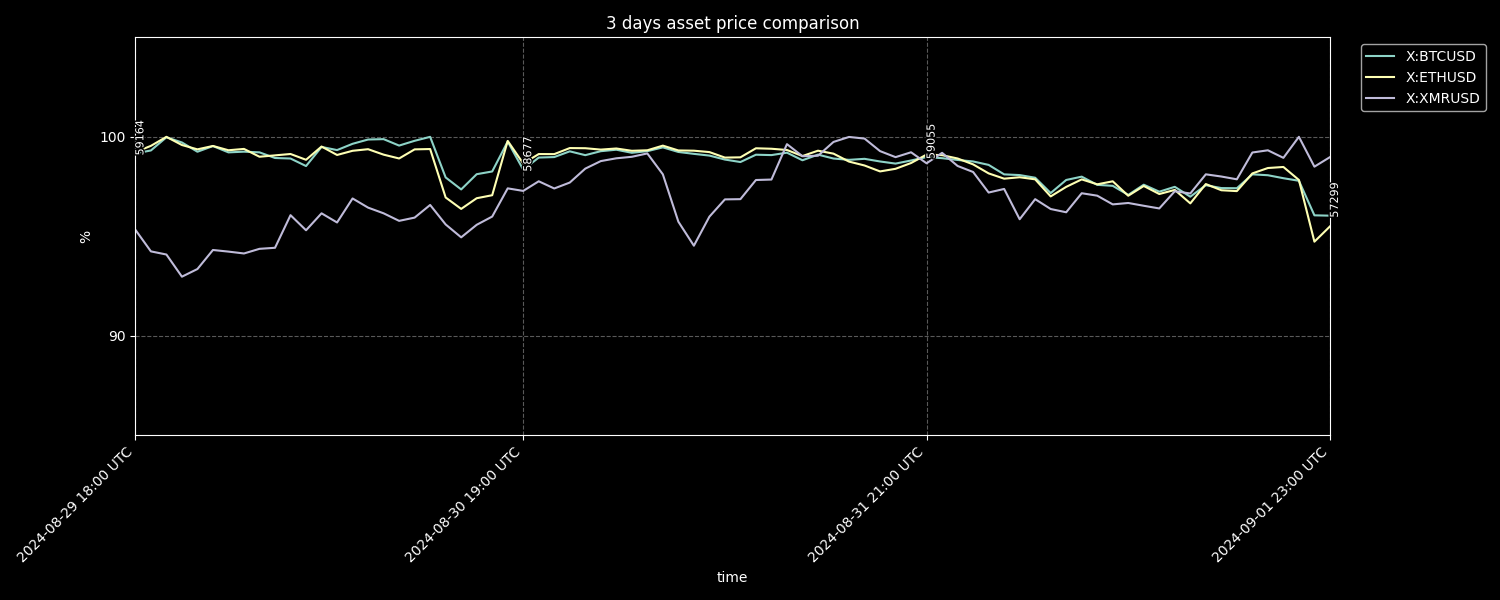 3 days asset price comparison
X:BTCUSD
X:ETHUSD
X:XMRUSD
100
90
%
59164
58677
59055
57299
2024-08-29 18:00 UTC
2024-08-30 19:00 UTC
2024-08-31 21:00 UTC
2024-09-01 23:00 UTC
time